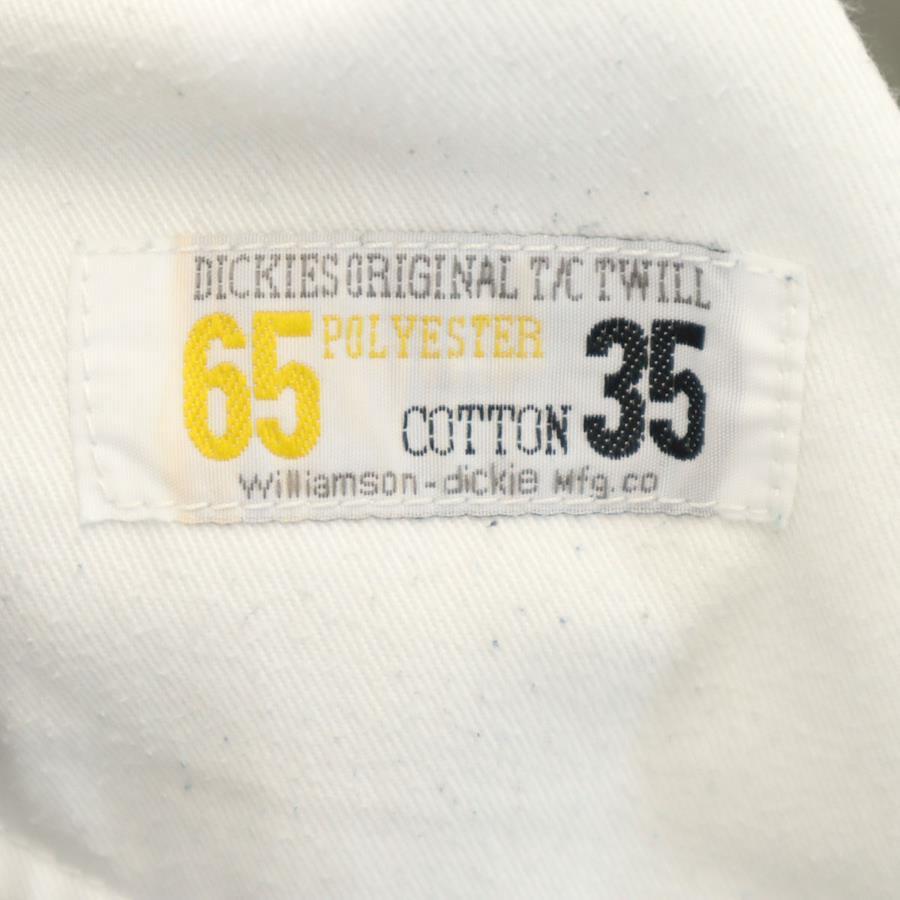 DICKIES ORIGINAL T/C TWILL
65 POLYESTER
COTTON 35
Williamson-dickie Mfg.co